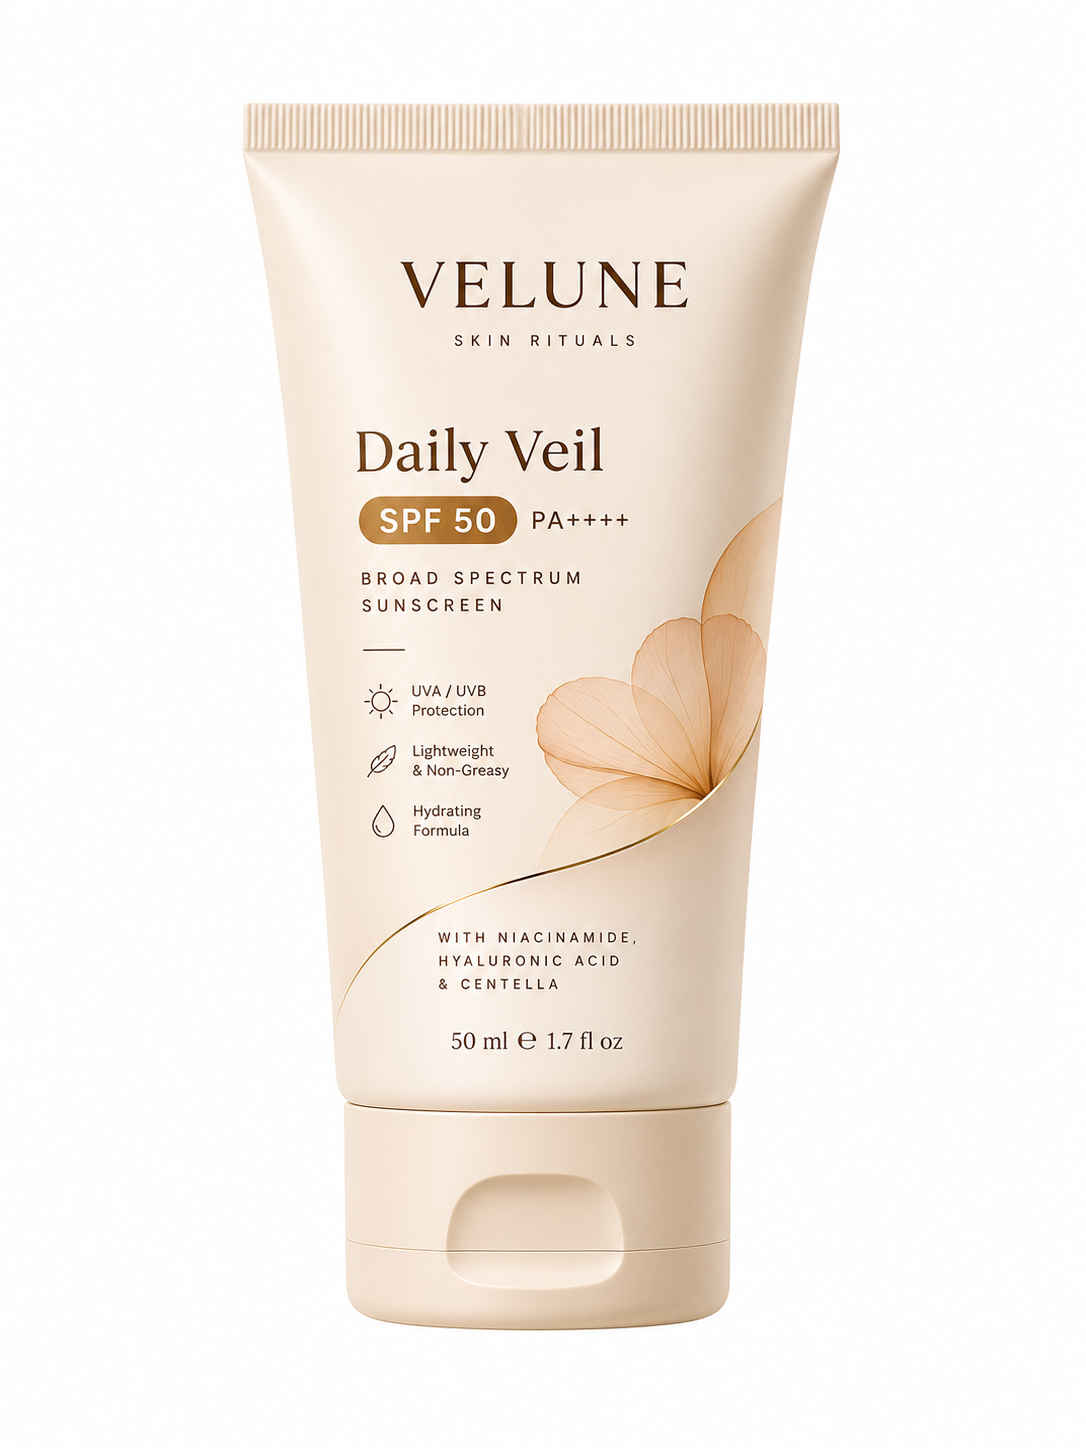 VELUNE
SKIN RITUALS
Daily Veil
SPF 50 PA++++
BROAD SPECTRUM
SUNSCREEN
UVA / UVB
Protection
Lightweight
& Non-Greasy
Hydrating
Formula
WITH NIACINAMIDE,
HYALURONIC ACID
& CENTELLA
50 ml ℮ 1.7 fl oz